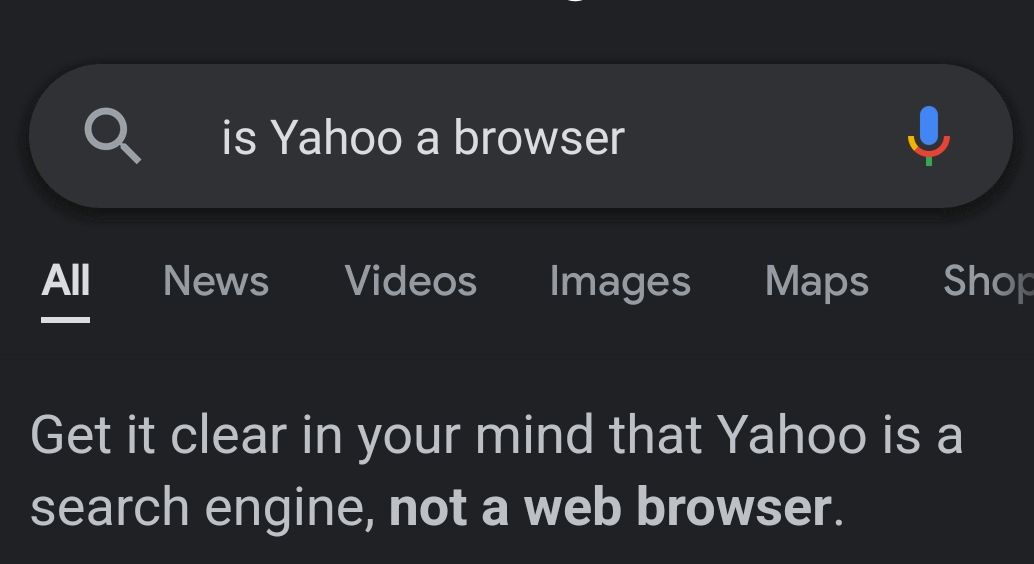 is Yahoo a browser
All News Videos Images Maps Shop
Get it clear in your mind that Yahoo is a
search engine, not a web browser.